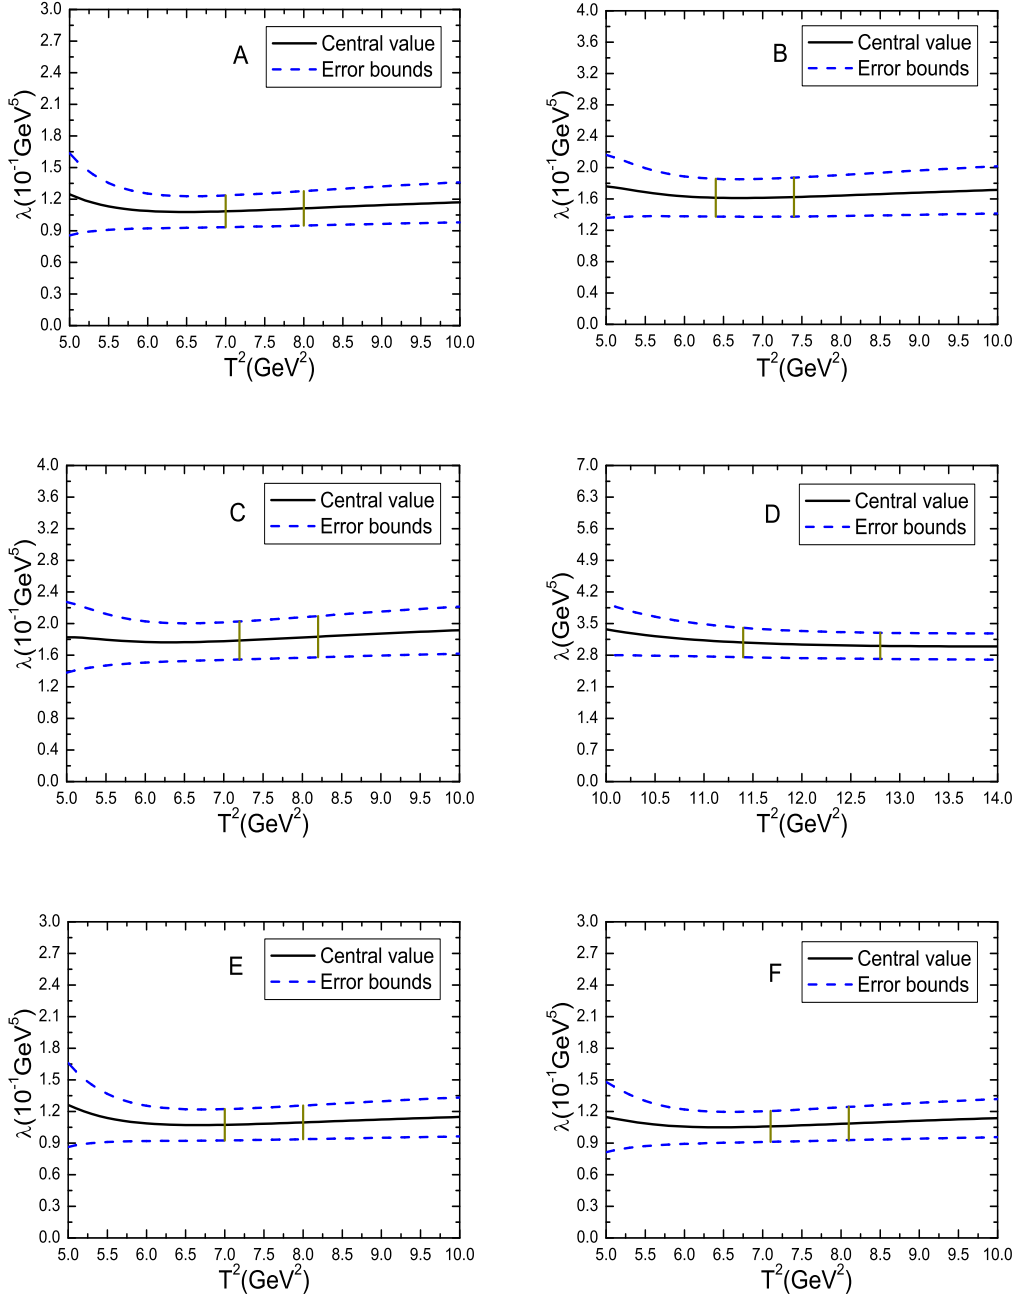 A
Central value
Error bounds
λ(10⁻¹GeV⁵)
3.0
2.7
2.4
2.1
1.8
1.5
1.2
0.9
0.6
0.3
0.0
5.0 5.5 6.0 6.5 7.0 7.5 8.0 8.5 9.0 9.5 10.0
T²(GeV²)
B
Central value
Error bounds
λ(10⁻¹GeV⁵)
4.0
3.6
3.2
2.8
2.4
2.0
1.6
1.2
0.8
0.4
0.0
5.0 5.5 6.0 6.5 7.0 7.5 8.0 8.5 9.0 9.5 10.0
T²(GeV²)
C
Central value
Error bounds
λ(10⁻¹GeV⁵)
4.0
3.6
3.2
2.8
2.4
2.0
1.6
1.2
0.8
0.4
0.0
5.0 5.5 6.0 6.5 7.0 7.5 8.0 8.5 9.0 9.5 10.0
T²(GeV²)
D
Central value
Error bounds
λ(GeV⁵)
7.0
6.3
5.6
4.9
4.2
3.5
2.8
2.1
1.4
0.7
0.0
10.0 10.5 11.0 11.5 12.0 12.5 13.0 13.5 14.0
T²(GeV²)
E
Central value
Error bounds
λ(10⁻¹GeV⁵)
3.0
2.7
2.4
2.1
1.8
1.5
1.2
0.9
0.6
0.3
0.0
5.0 5.5 6.0 6.5 7.0 7.5 8.0 8.5 9.0 9.5 10.0
T²(GeV²)
F
Central value
Error bounds
λ(10⁻¹GeV⁵)
3.0
2.7
2.4
2.1
1.8
1.5
1.2
0.9
0.6
0.3
0.0
5.0 5.5 6.0 6.5 7.0 7.5 8.0 8.5 9.0 9.5 10.0
T²(GeV²)